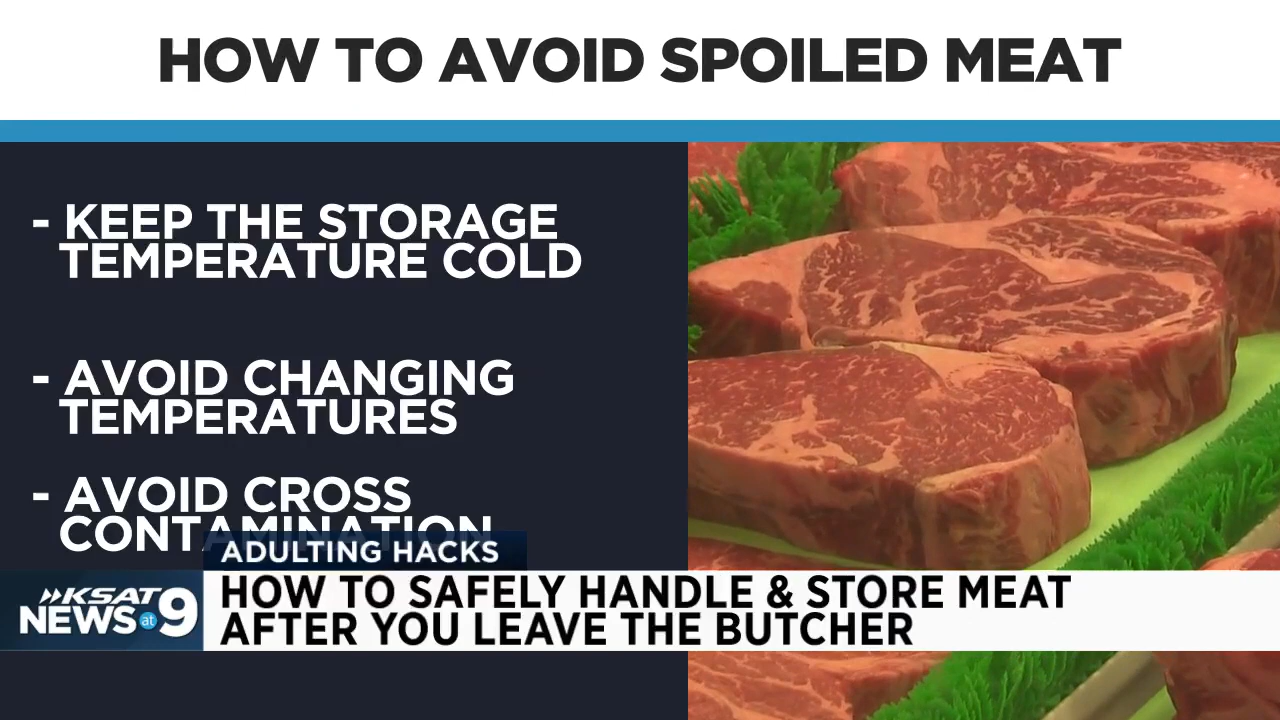 HOW TO AVOID SPOILED MEAT
- KEEP THE STORAGE
TEMPERATURE COLD
- AVOID CHANGING
TEMPERATURES
- AVOID CROSS
CONTAMINATION
ADULTING HACKS
KSAT
NEWS at 9
HOW TO SAFELY HANDLE & STORE MEAT
AFTER YOU LEAVE THE BUTCHER